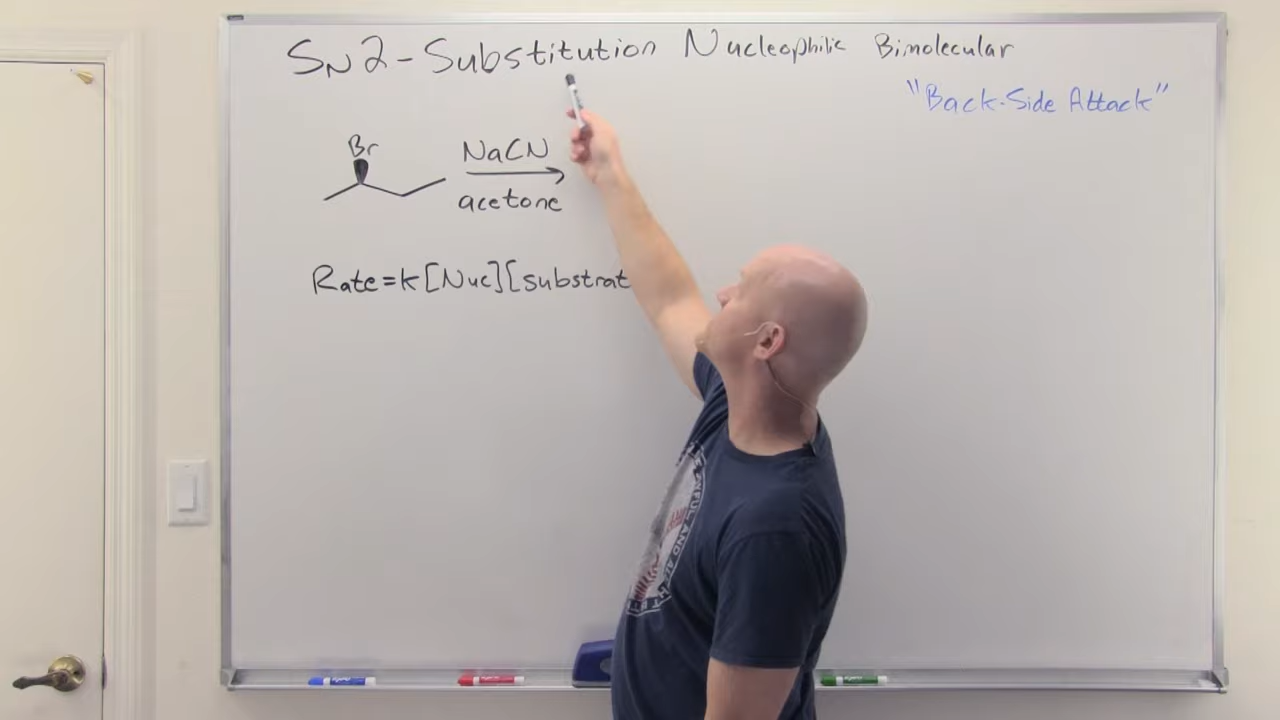 SN2 - Substitution Nucleophilic Bimolecular
"Back-Side Attack"
Br
NaCN
acetone
Rate=k[Nuc][substrat